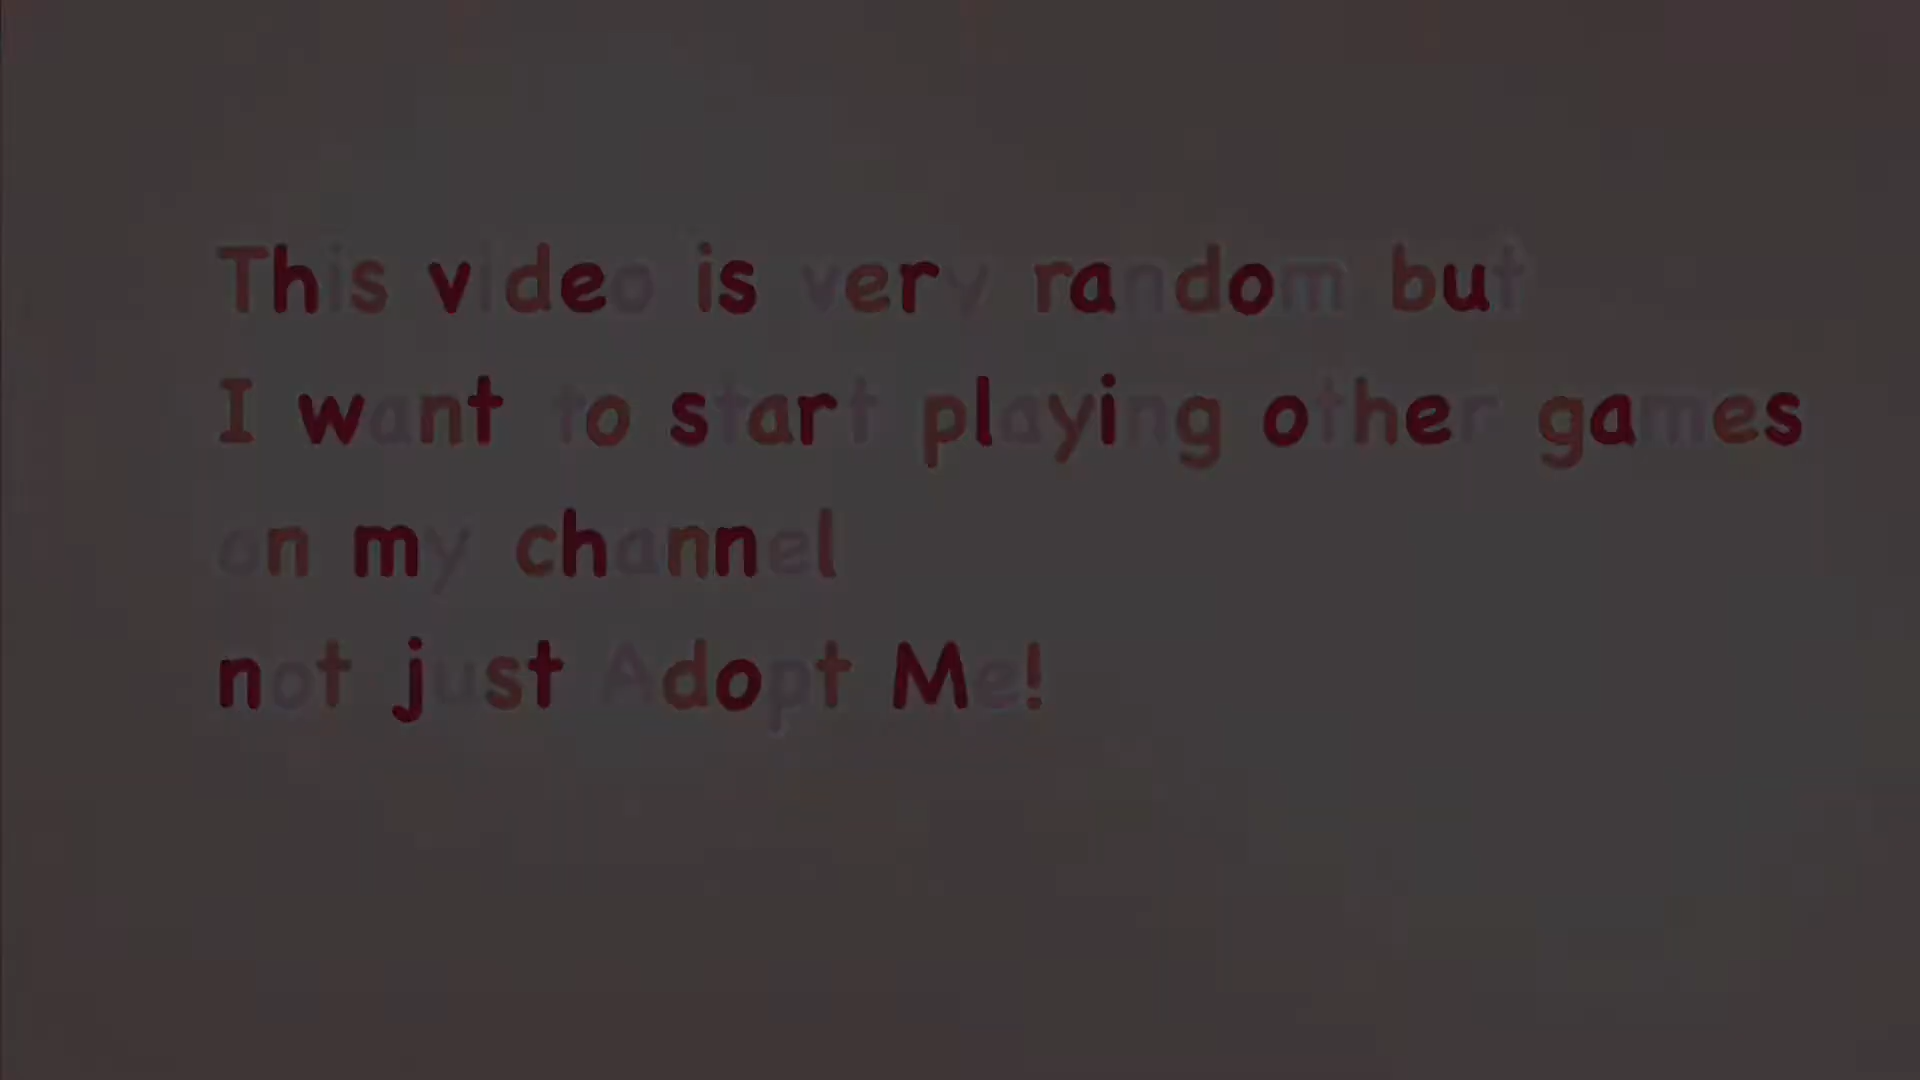 This video is very random but
I want to start playing other games
on my channel
not just Adopt Me!